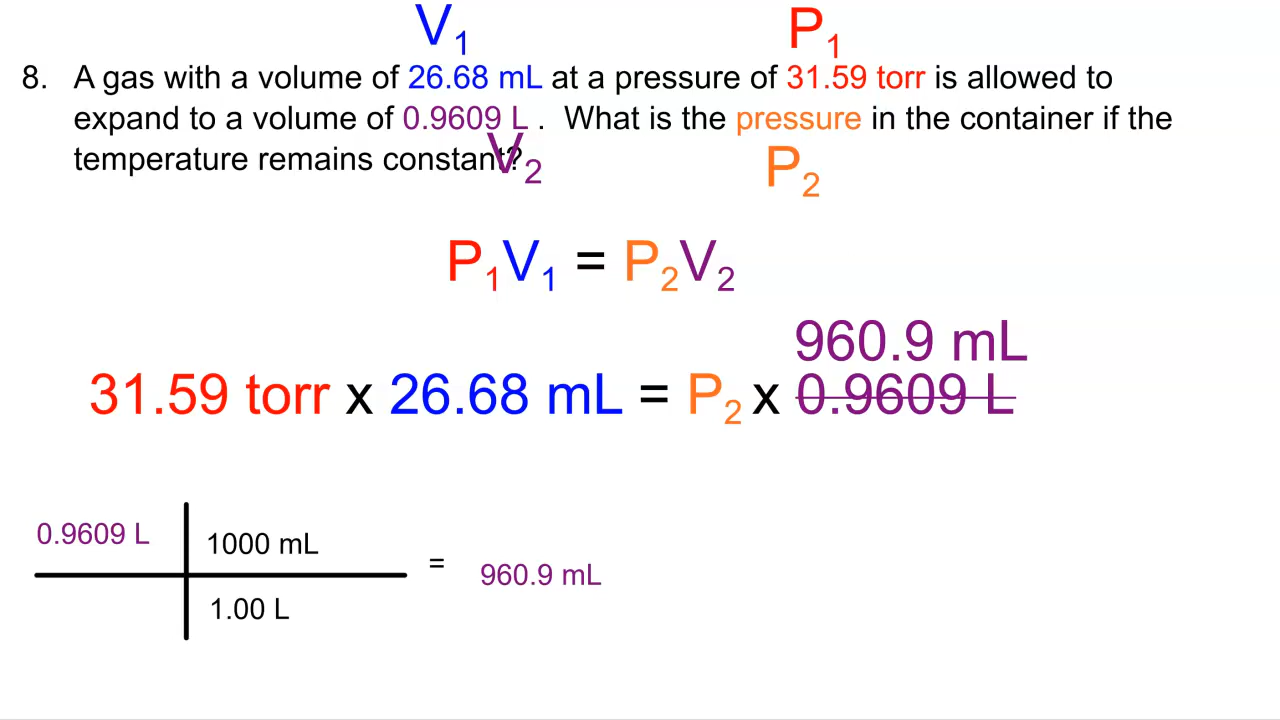 V₁ P₁
8. A gas with a volume of 26.68 mL at a pressure of 31.59 torr is allowed to
expand to a volume of 0.9609 L . What is the pressure in the container if the
temperature remains constant?
V₂ P₂
P₁V₁ = P₂V₂
960.9 mL
31.59 torr x 26.68 mL = P₂ x 0.9609 L
0.9609 L 1000 mL
= 960.9 mL
1.00 L